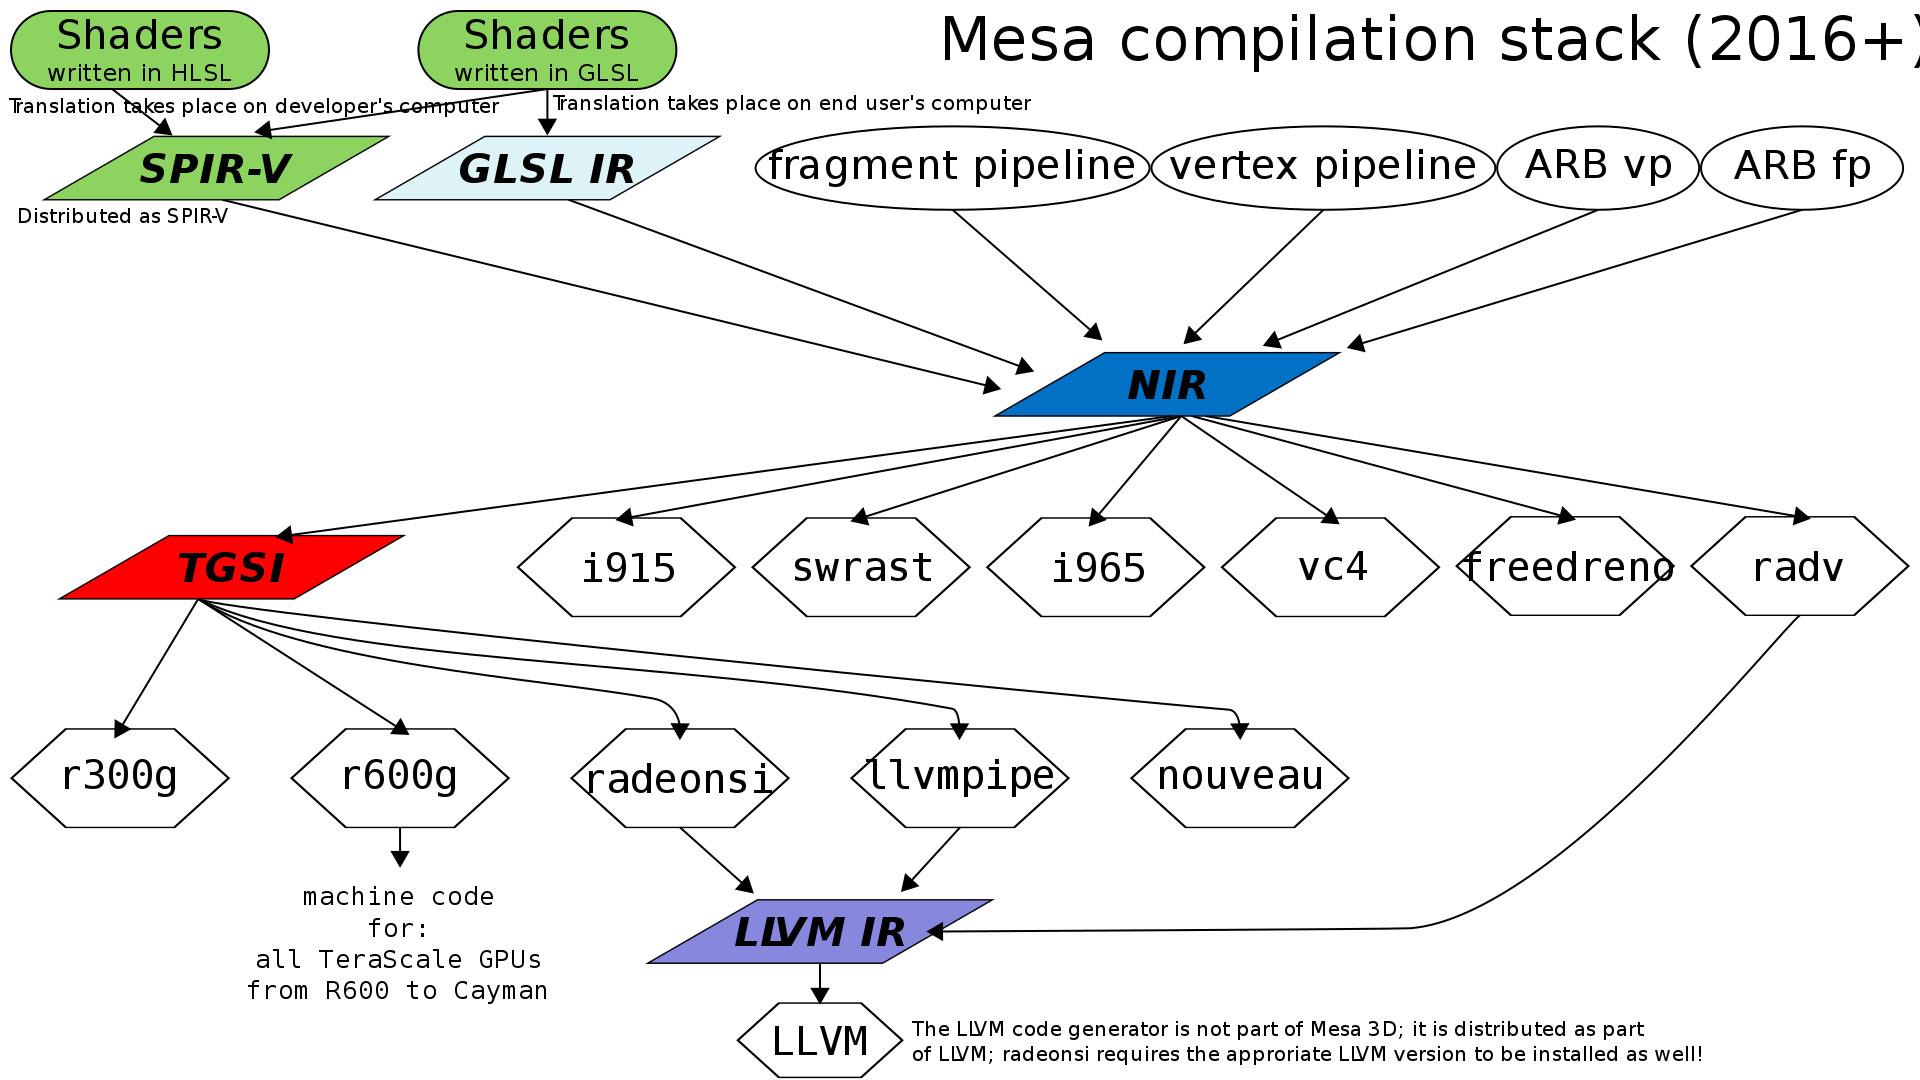 Shaders
written in HLSL
Shaders
written in GLSL
Mesa compilation stack (2016+)
Translation takes place on developer's computer
Translation takes place on end user's computer
SPIR-V
GLSL IR
fragment pipeline
vertex pipeline
ARB vp
ARB fp
Distributed as SPIR-V
NIR
TGSI
i915
swrast
i965
vc4
freedreno
radv
r300g
r600g
radeonsi
llvmpipe
nouveau
machine code
for:
all TeraScale GPUs
from R600 to Cayman
LLVM IR
LLVM
The LLVM code generator is not part of Mesa 3D; it is distributed as part
of LLVM; radeonsi requires the approriate LLVM version to be installed as well!